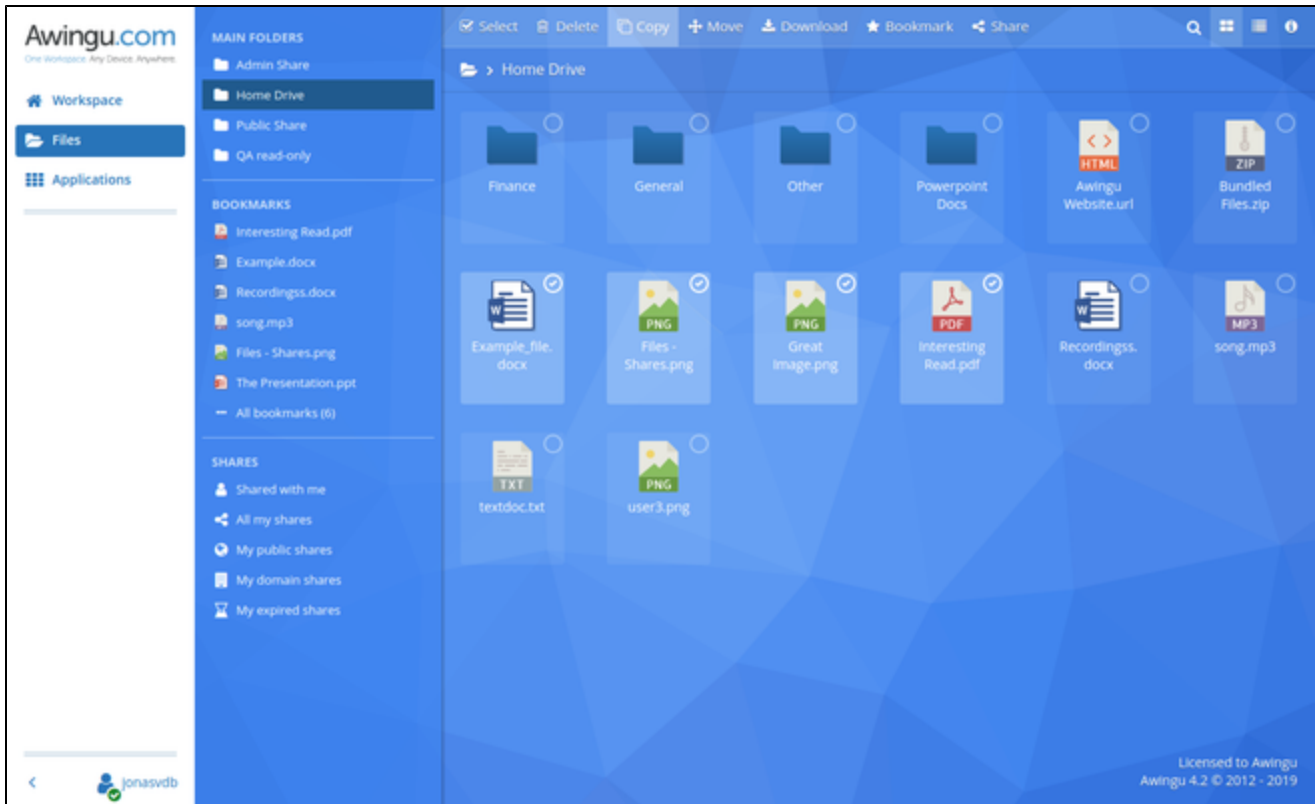 Awingu.com
One Workspace. Any Device. Anywhere.
Workspace
Files
Applications
jonasvdb
MAIN FOLDERS
Admin Share
Home Drive
Public Share
QA read-only
BOOKMARKS
Interesting Read.pdf
Example.docx
Recordingss.docx
song.mp3
Files - Shares.png
The Presentation.ppt
All bookmarks (6)
SHARES
Shared with me
All my shares
My public shares
My domain shares
My expired shares
Select Delete Copy Move Download Bookmark Share
> Home Drive
Finance
General
Other
Powerpoint
Docs
HTML
Awingu
Website.url
ZIP
Bundled
Files.zip
W
Example_file.
docx
PNG
Files -
Shares.png
PNG
Great
Image.png
PDF
Interesting
Read.pdf
W
Recordingss.
docx
MP3
song.mp3
TXT
textdoc.txt
PNG
user3.png
Licensed to Awingu
Awingu 4.2 © 2012 - 2019